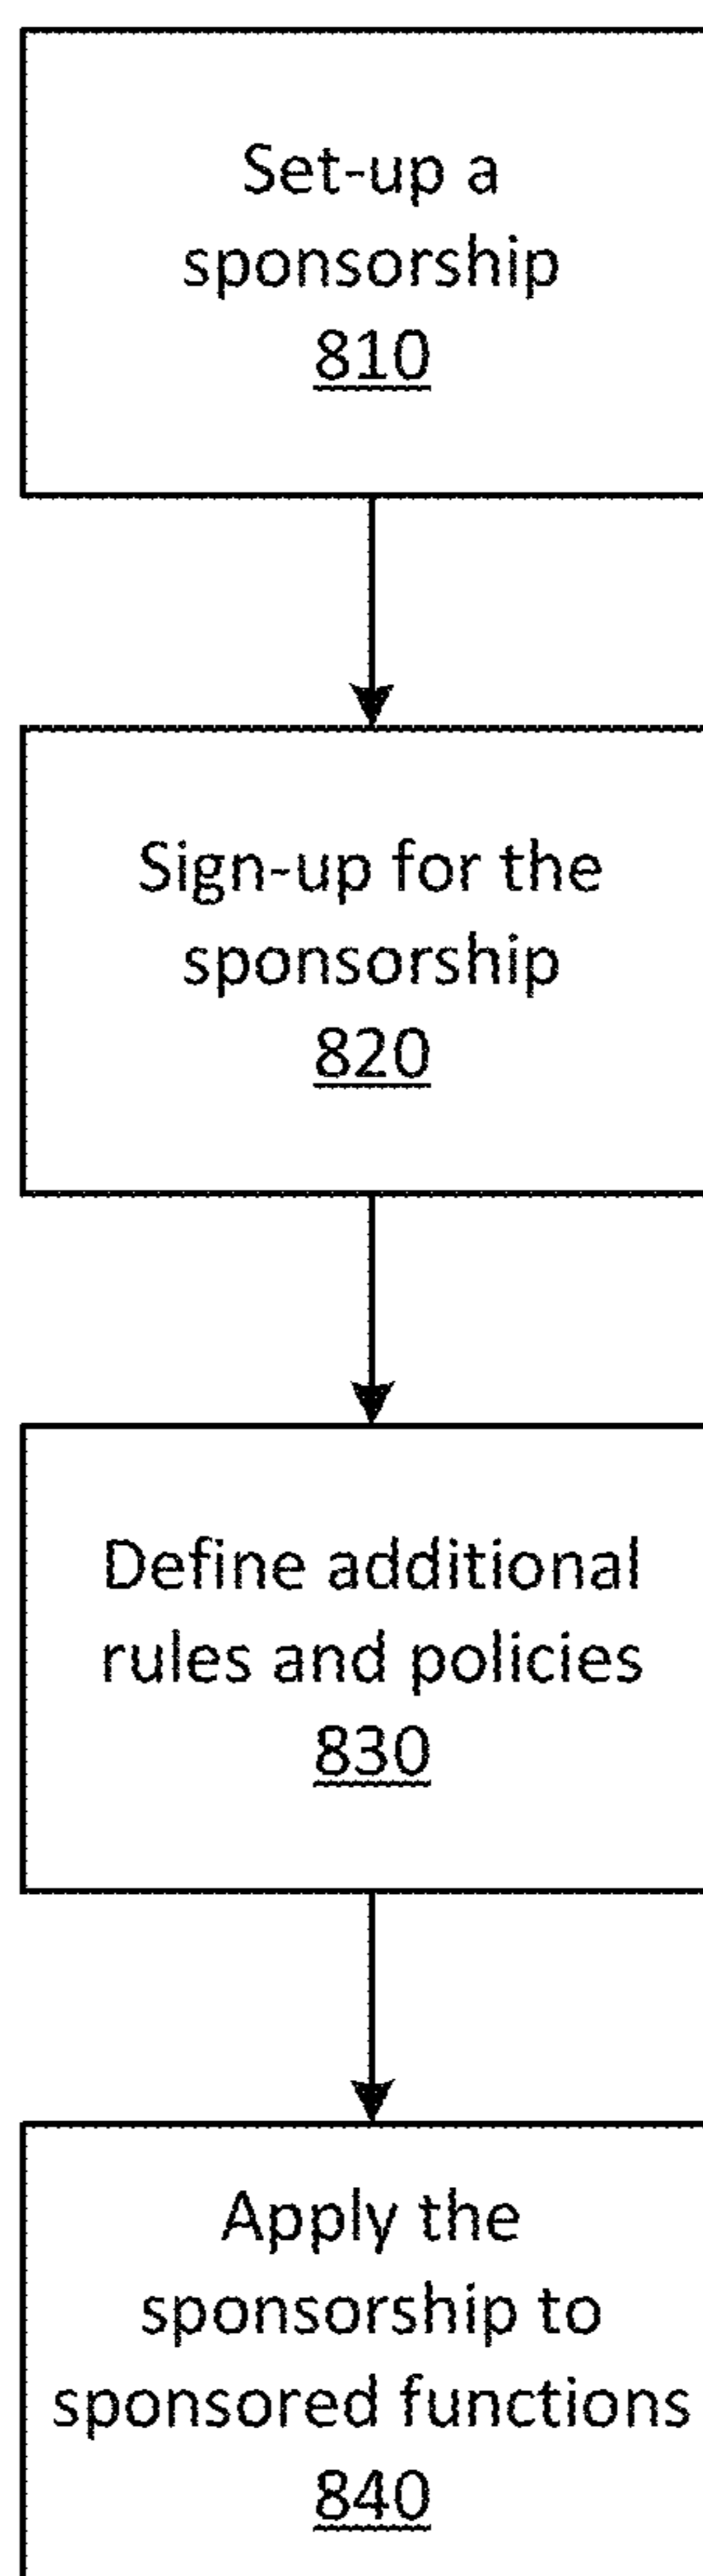 Set-up a
sponsorship
810
Sign-up for the
sponsorship
820
Define additional
rules and policies
830
Apply the
sponsorship to
sponsored functions
840